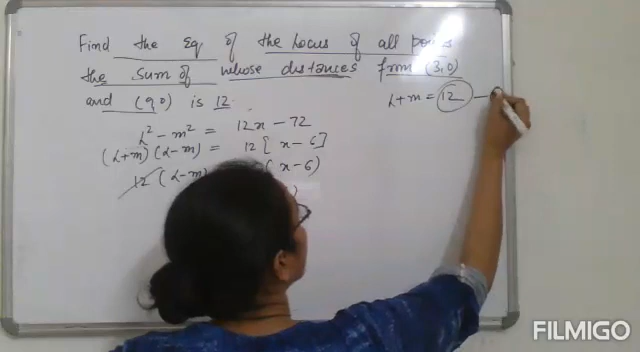 Find the Eq of the Locus of all points
the sum of whose distances from (3,0)
and (9,0) is 12.
L² - m² = 12x - 72
L+m = 12 -
(L+m) (L-m) = 12 [x - 6]
12 (L-m) (x-6)
FILMIGO